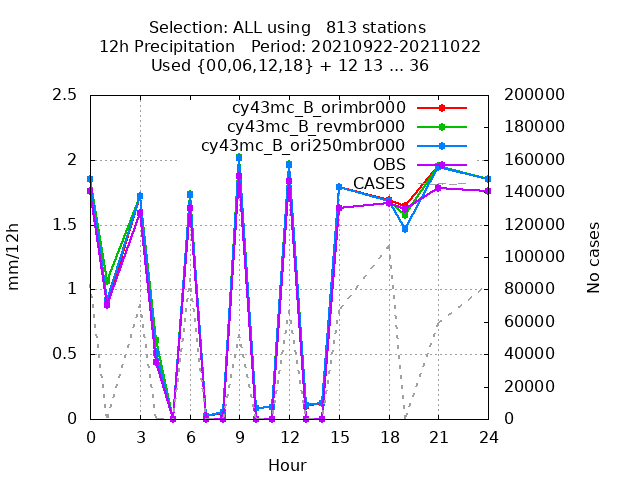 Selection: ALL using   813 stations
12h Precipitation   Period: 20210922-20211022
Used {00,06,12,18} + 12 13 ... 36
2.5
2
1.5
1
0.5
0
mm/12h
200000
180000
160000
140000
120000
100000
80000
60000
40000
20000
0
No cases
cy43mc_B_orimbr000
cy43mc_B_revmbr000
cy43mc_B_ori250mbr000
OBS
CASES
0 3 6 9 12 15 18 21 24
Hour